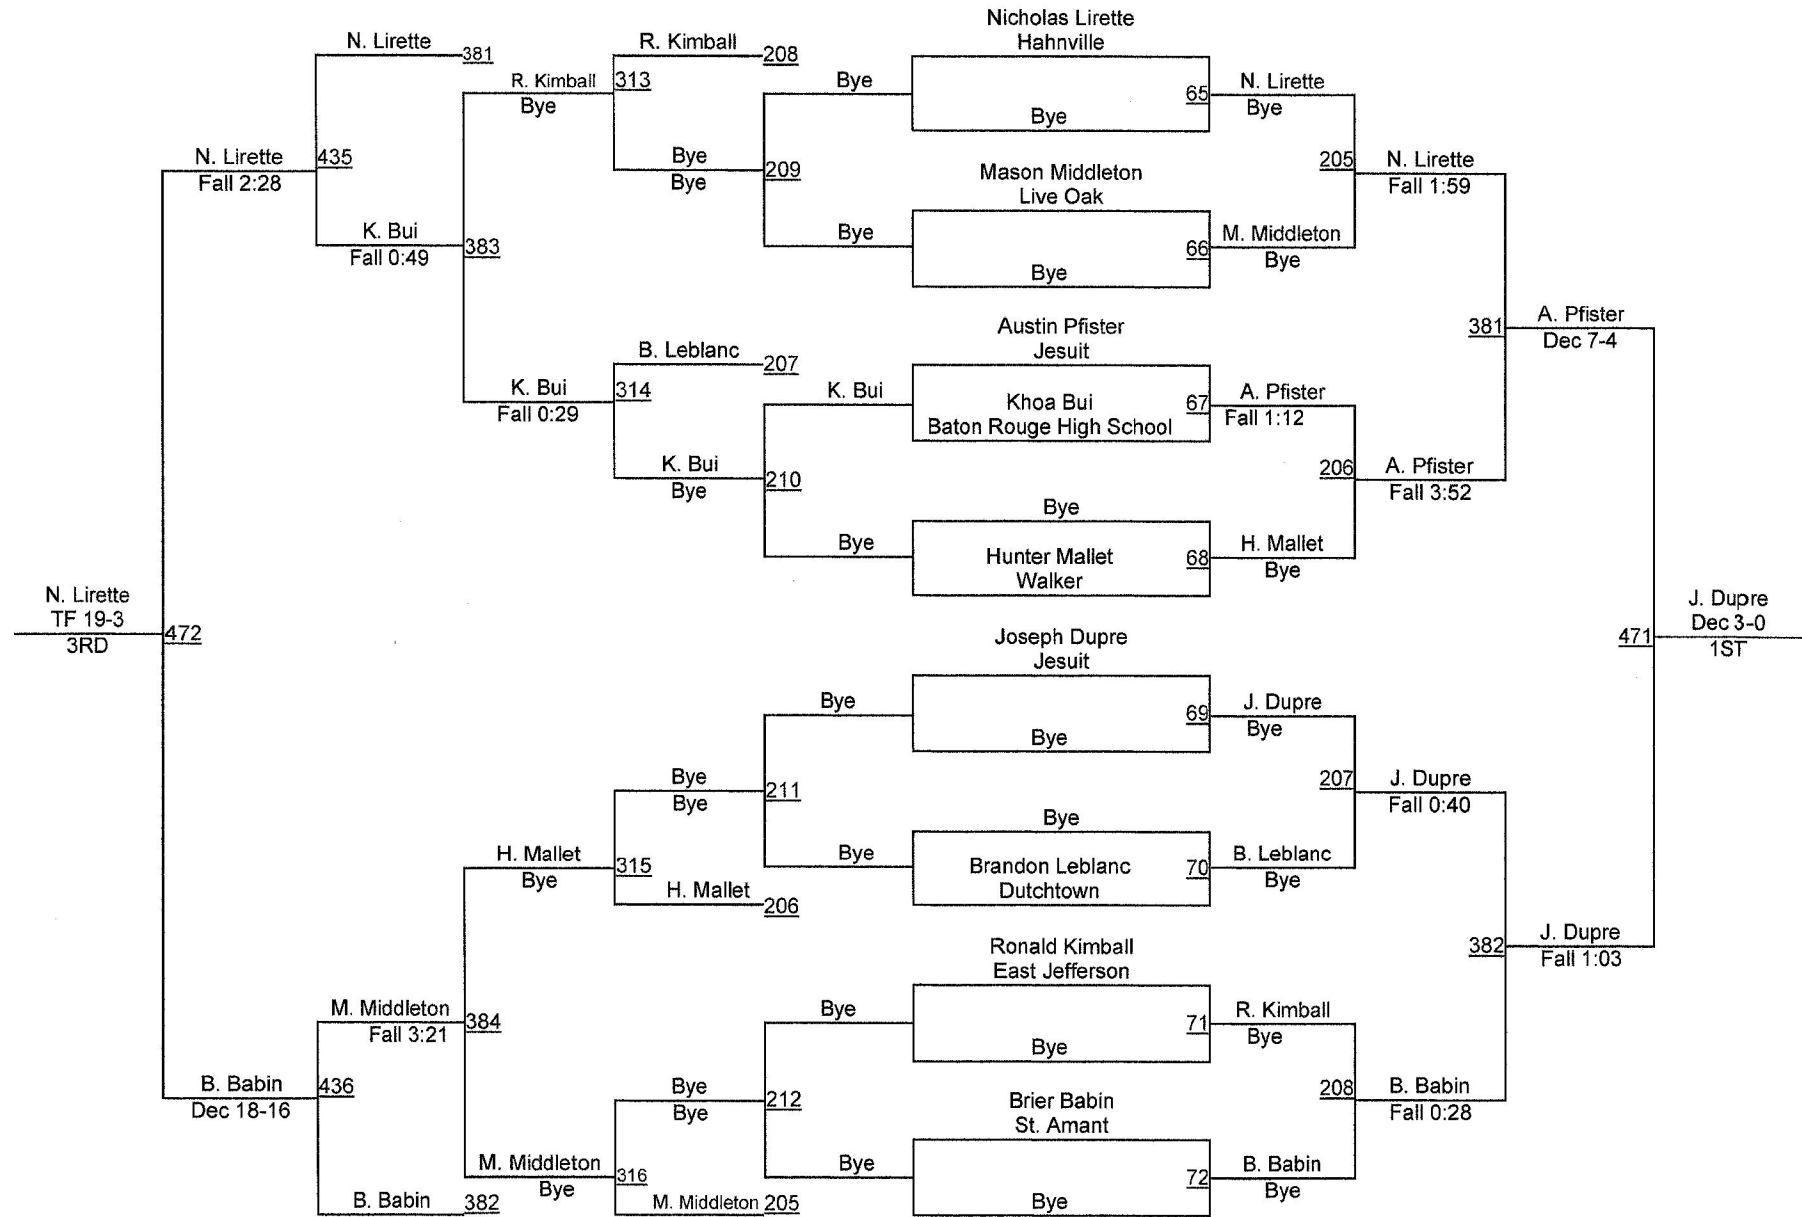 Nicholas Lirette
Hahnville
N. Lirette
381
R. Kimball
208
R. Kimball
313
Bye
Bye
65
N. Lirette
Bye
Bye
N. Lirette
435
Fall 2:28
Bye
209
Bye
205
N. Lirette
Fall 1:59
Mason Middleton
Live Oak
K. Bui
383
Fall 0:49
Bye
66
M. Middleton
Bye
Bye
Austin Pfister
Jesuit
381
A. Pfister
Dec 7-4
B. Leblanc
207
K. Bui
314
Fall 0:29
K. Bui
Khoa Bui
Baton Rouge High School
67
A. Pfister
Fall 1:12
K. Bui
210
Bye
206
A. Pfister
Fall 3:52
Bye
Bye
Hunter Mallet
Walker
68
H. Mallet
Bye
N. Lirette
TF 19-3
3RD
472
Joseph Dupre
Jesuit
471
J. Dupre
Dec 3-0
1ST
Bye
69
J. Dupre
Bye
Bye
Bye
211
Bye
207
J. Dupre
Fall 0:40
Bye
H. Mallet
315
Bye
Bye
Brandon Leblanc
Dutchtown
70
B. Leblanc
Bye
H. Mallet
206
Ronald Kimball
East Jefferson
382
J. Dupre
Fall 1:03
M. Middleton
384
Fall 3:21
Bye
71
R. Kimball
Bye
Bye
B. Babin
436
Dec 18-16
Bye
212
Bye
Brier Babin
St. Amant
208
B. Babin
Fall 0:28
M. Middleton
316
Bye
Bye
72
B. Babin
Bye
Bye
B. Babin
382
M. Middleton
205